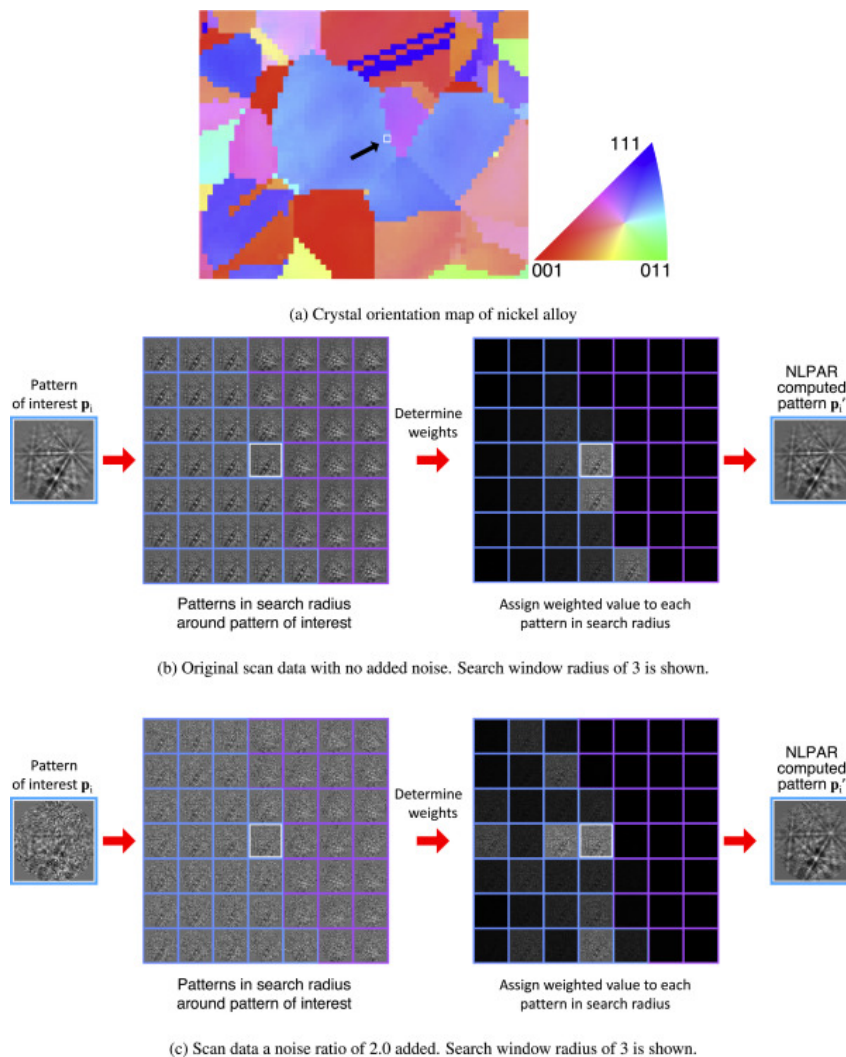 111
001
011
(a) Crystal orientation map of nickel alloy
Pattern
of interest pᵢ
Determine
weights
NLPAR
computed
pattern pᵢ'
Patterns in search radius
around pattern of interest
Assign weighted value to each
pattern in search radius
(b) Original scan data with no added noise. Search window radius of 3 is shown.
Pattern
of interest pᵢ
Determine
weights
NLPAR
computed
pattern pᵢ'
Patterns in search radius
around pattern of interest
Assign weighted value to each
pattern in search radius
(c) Scan data a noise ratio of 2.0 added. Search window radius of 3 is shown.